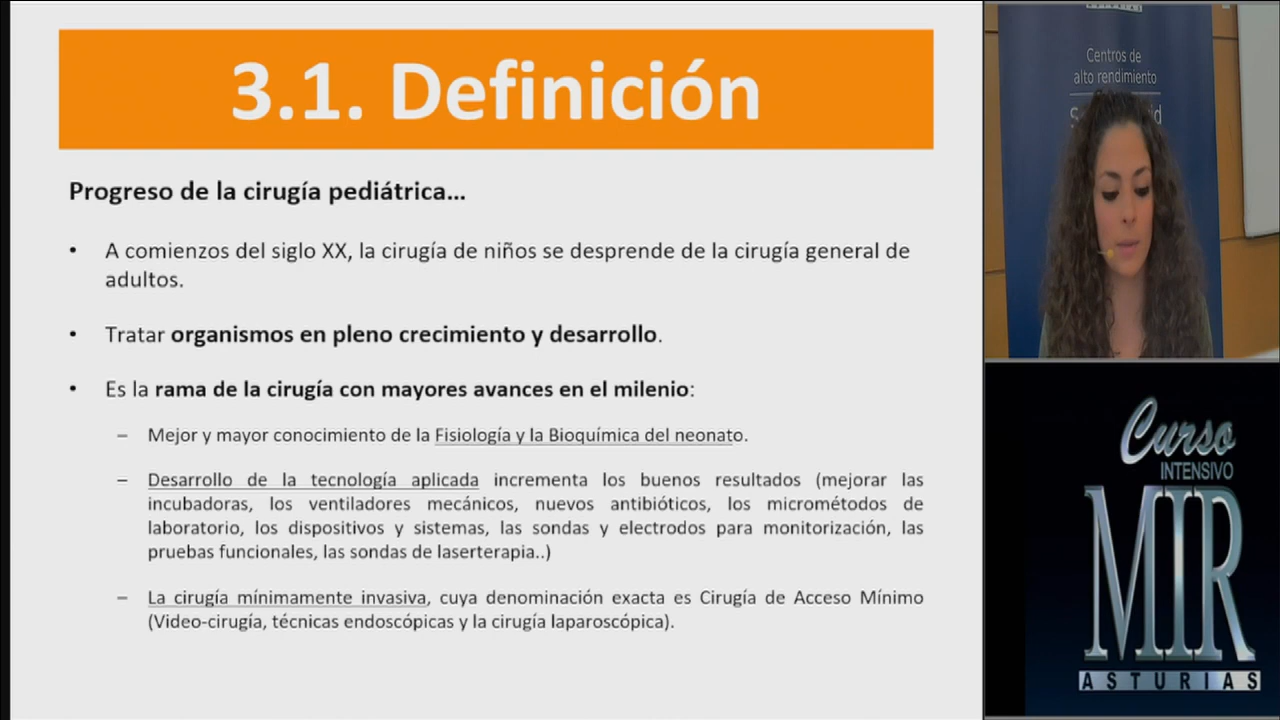 3.1. Definición
Progreso de la cirugía pediátrica...
• A comienzos del siglo XX, la cirugía de niños se desprende de la cirugía general de
adultos.
• Tratar organismos en pleno crecimiento y desarrollo.
• Es la rama de la cirugía con mayores avances en el milenio:
– Mejor y mayor conocimiento de la Fisiología y la Bioquímica del neonato.
– Desarrollo de la tecnología aplicada incrementa los buenos resultados (mejorar las
incubadoras, los ventiladores mecánicos, nuevos antibióticos, los micrométodos de
laboratorio, los dispositivos y sistemas, las sondas y electrodos para monitorización, las
pruebas funcionales, las sondas de laserterapia..)
– La cirugía mínimamente invasiva, cuya denominación exacta es Cirugía de Acceso Mínimo
(Video-cirugía, técnicas endoscópicas y la cirugía laparoscópica).
Centros de
alto rendimiento
Curso
INTENSIVO
MIR
ASTURIAS